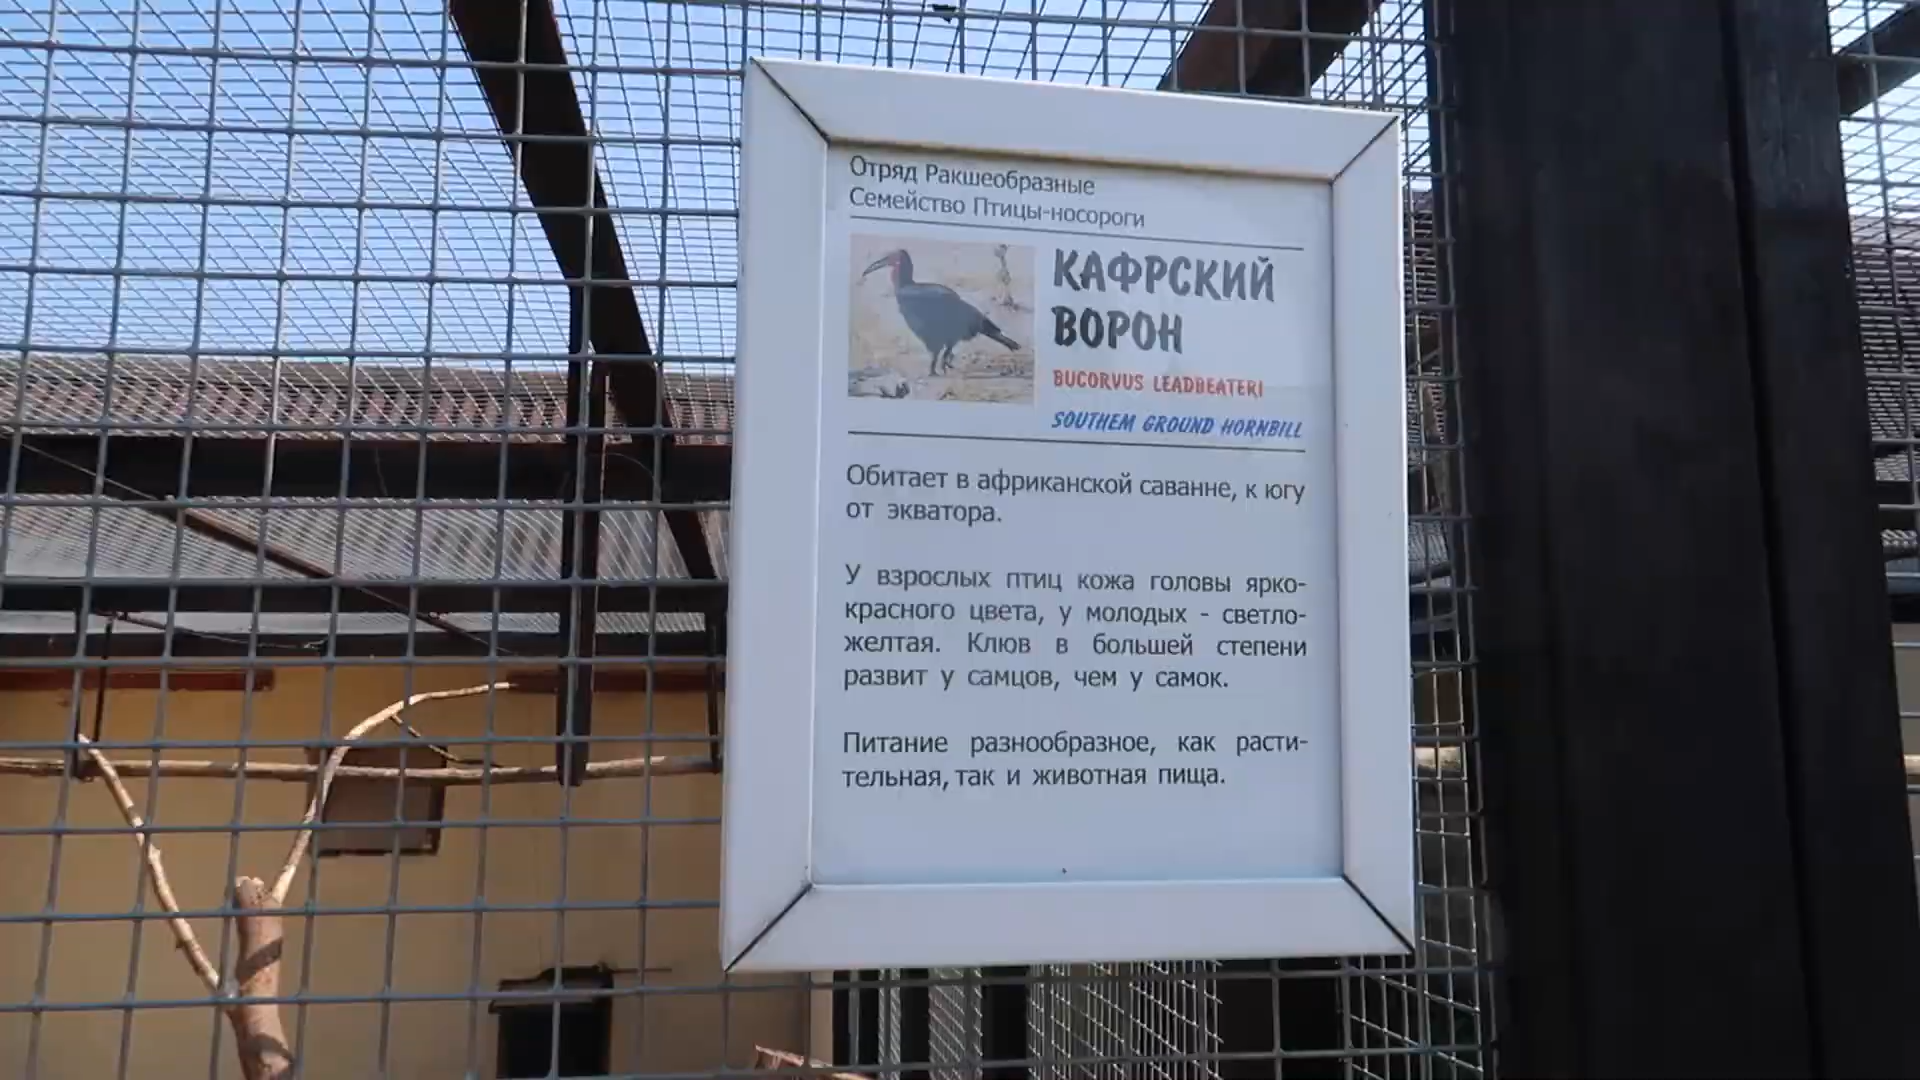 Отряд Ракшеобразные
Семейство Птицы-носороги
КАФРСКИЙ
ВОРОН
BUCORVUS LEADBEATERI
SOUTHEM GROUND HORNBILL
Обитает в африканской саванне, к югу
от экватора.
У взрослых птиц кожа головы ярко-
красного цвета, у молодых - светло-
желтая. Клюв в большей степени
развит у самцов, чем у самок.
Питание разнообразное, как расти-
тельная, так и животная пища.